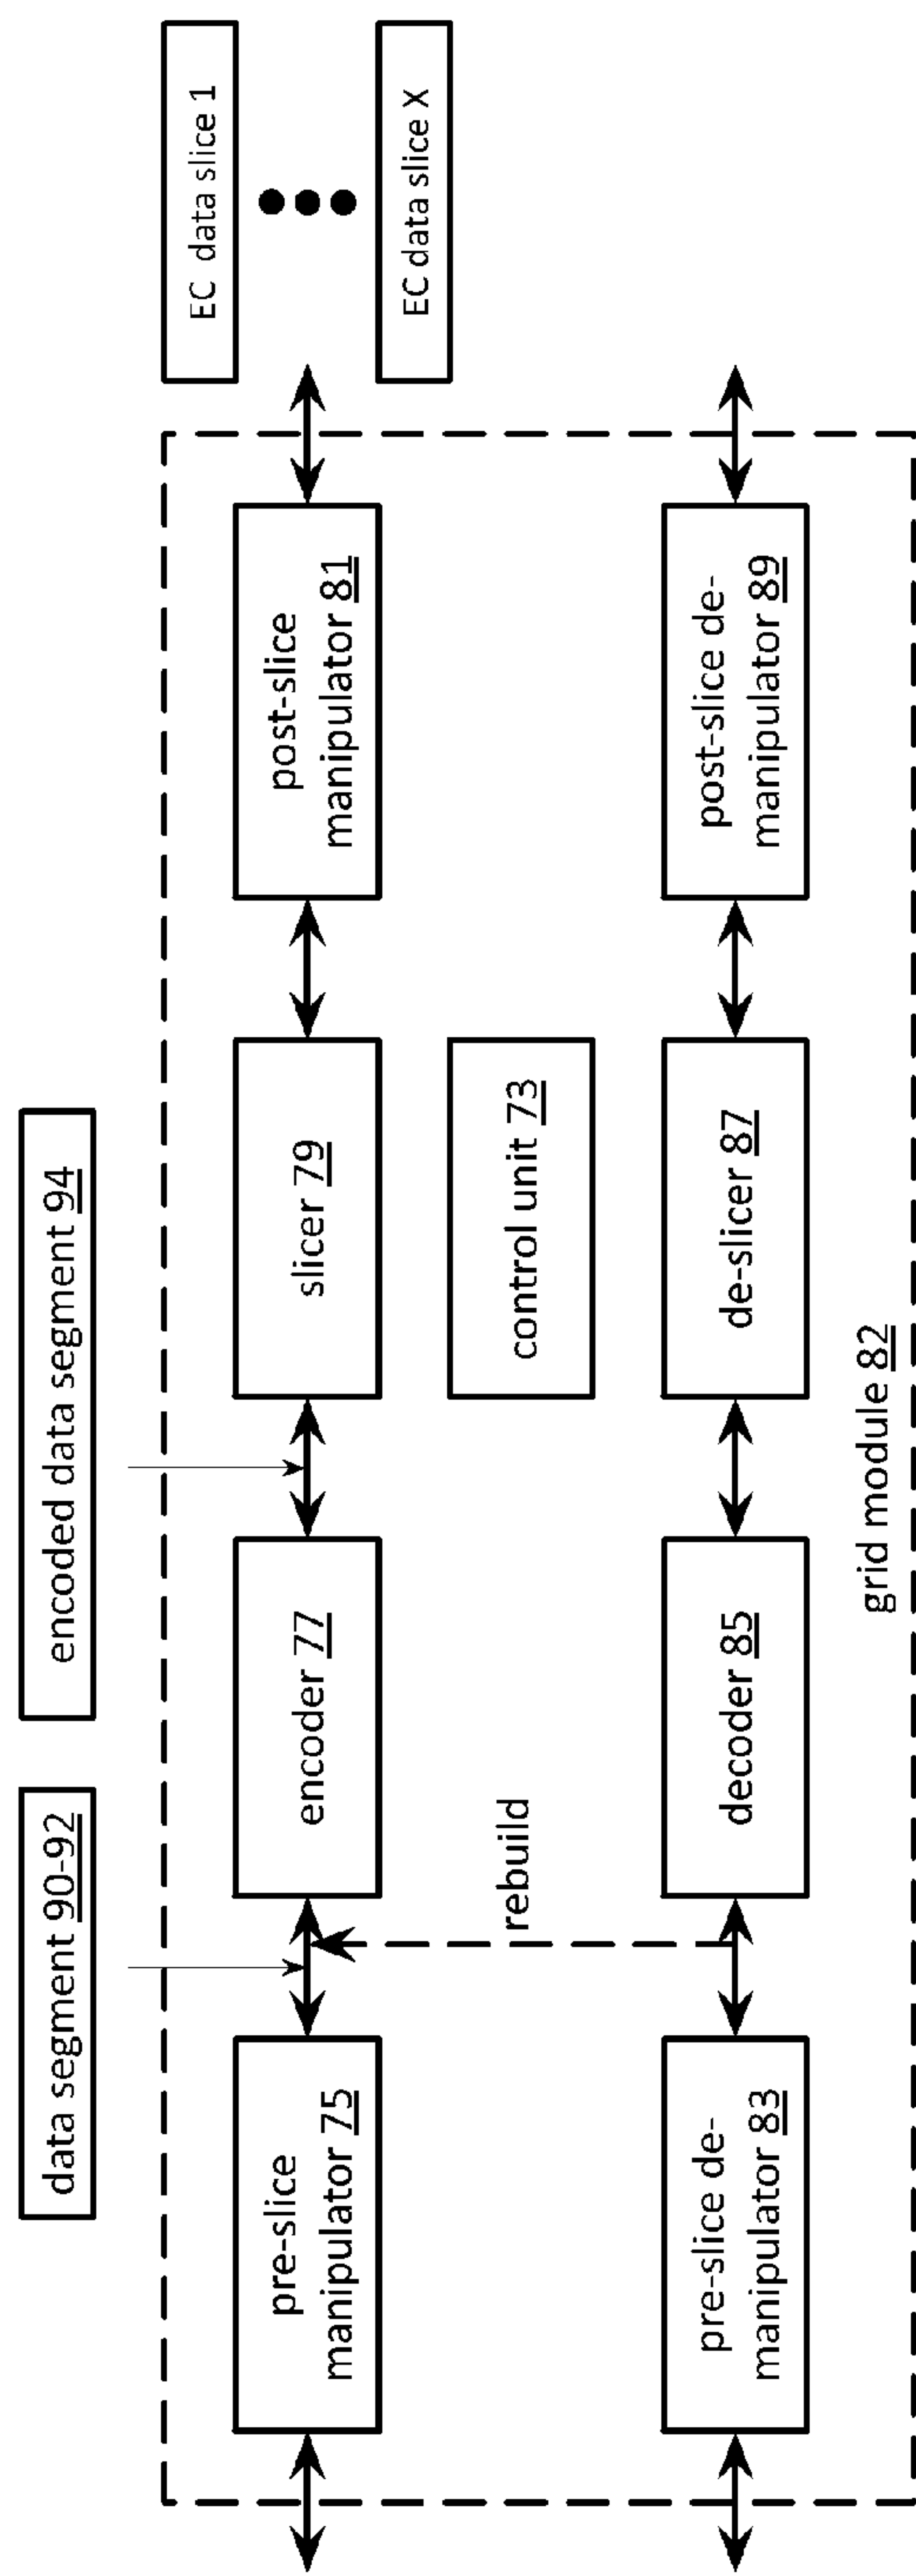 data segment 90-92
encoded data segment 94
EC data slice 1
EC data slice X
pre-slice
manipulator 75
encoder 77
slicer 79
post-slice
manipulator 81
rebuild
control unit 73
pre-slice de-
manipulator 83
decoder 85
de-slicer 87
post-slice de-
manipulator 89
grid module 82